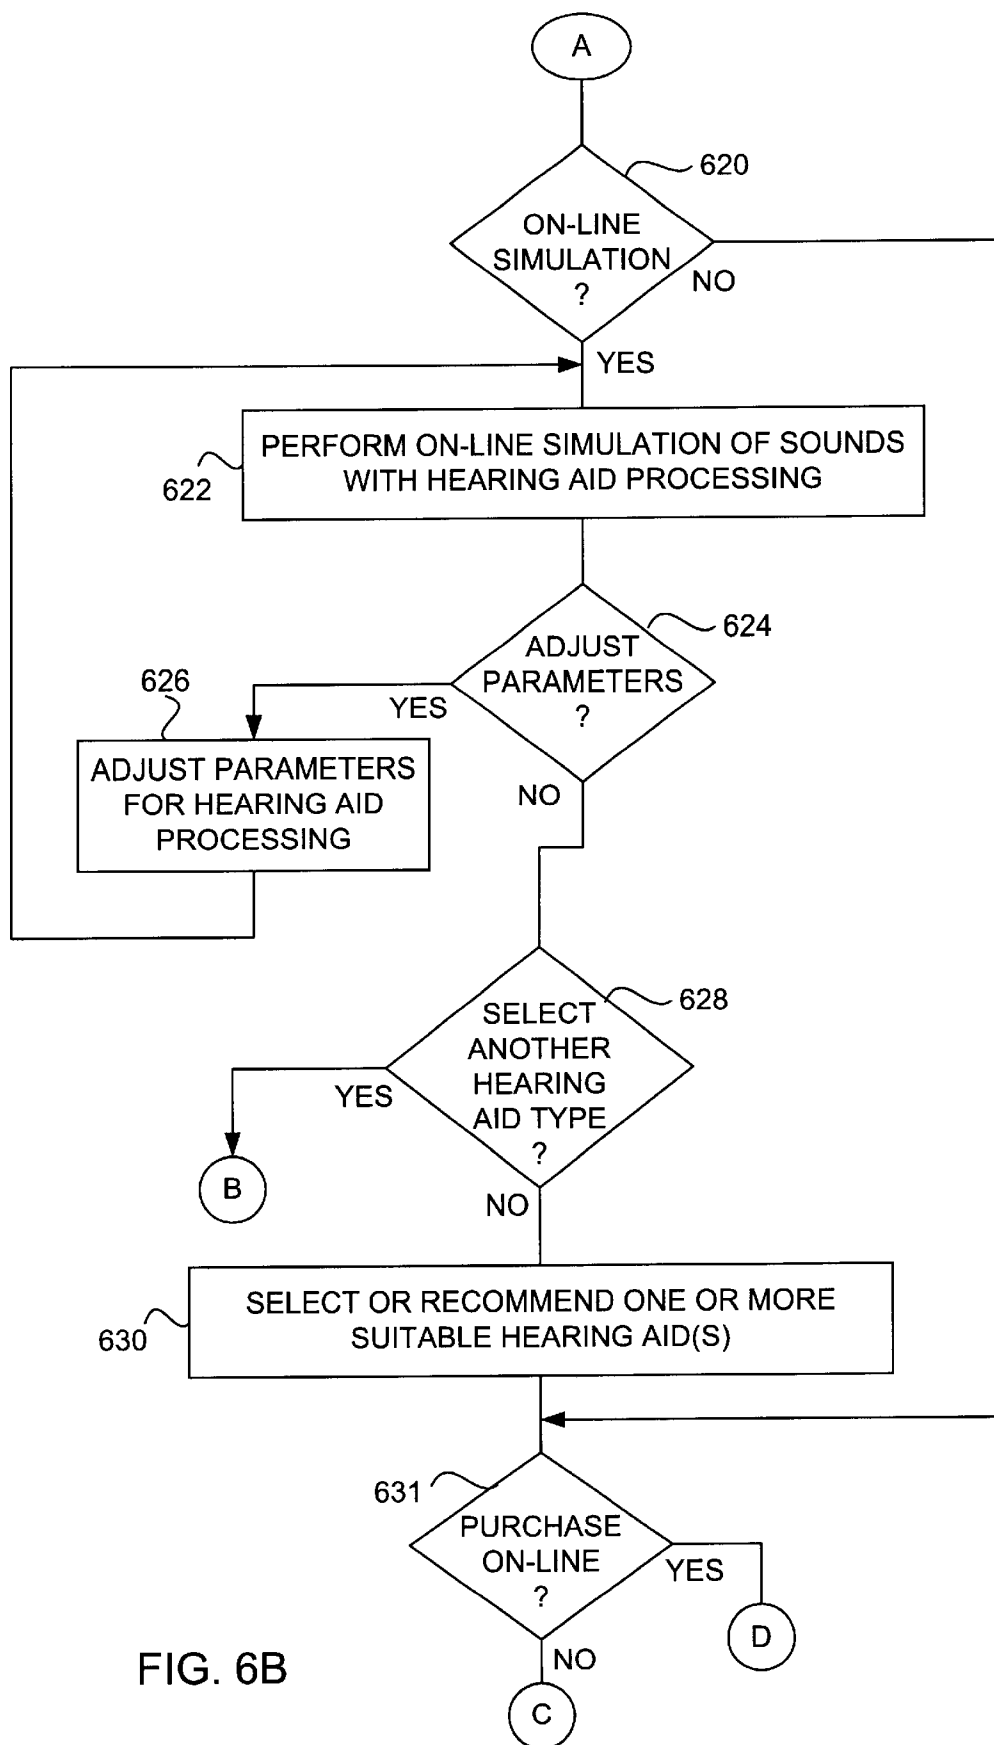 A
620
ON-LINE
SIMULATION
?
NO
YES
PERFORM ON-LINE SIMULATION OF SOUNDS
WITH HEARING AID PROCESSING
622
624
ADJUST
PARAMETERS
?
YES
626
ADJUST PARAMETERS
FOR HEARING AID
PROCESSING
NO
628
SELECT
ANOTHER
HEARING
AID TYPE
?
YES
B
NO
SELECT OR RECOMMEND ONE OR MORE
SUITABLE HEARING AID(S)
630
631
PURCHASE
ON-LINE
?
YES
D
NO
C
FIG. 6B